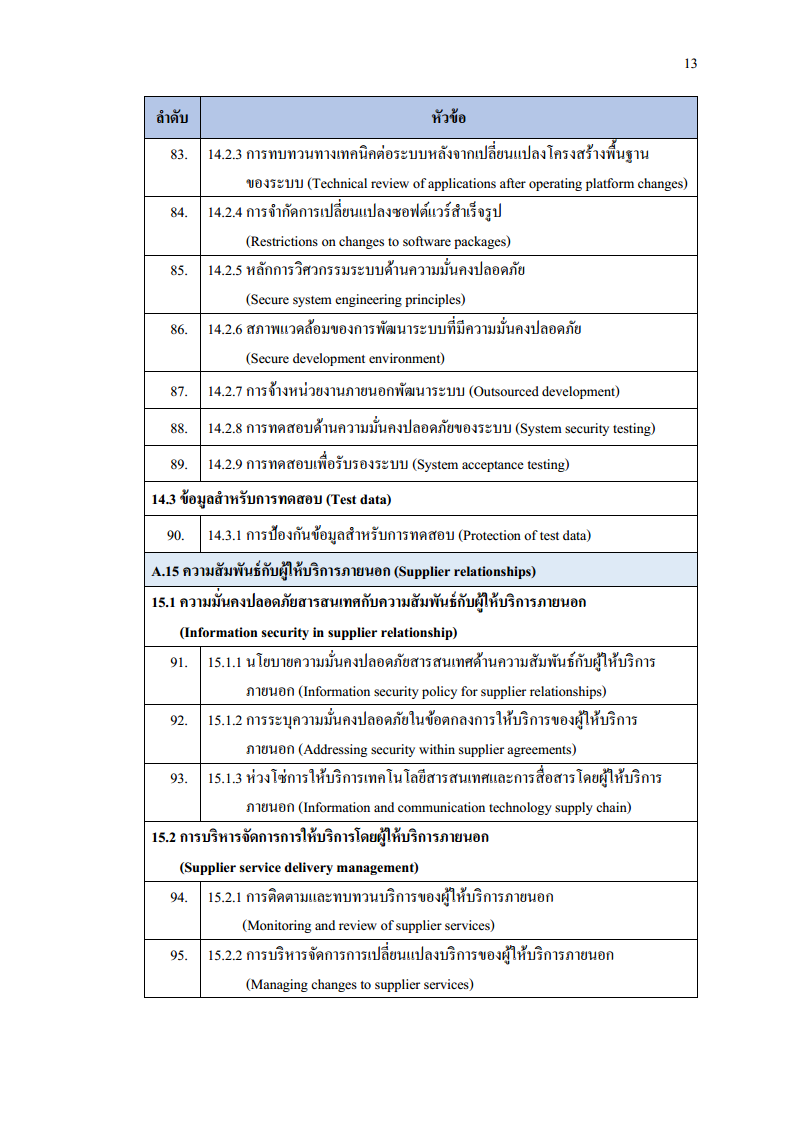 13
ลำดับ หัวข้อ
83. 14.2.3 การทบทวนทางเทคนิคต่อระบบหลังจากเปลี่ยนแปลงโครงสร้างพื้นฐาน
ของระบบ (Technical review of applications after operating platform changes)
84. 14.2.4 การจำกัดการเปลี่ยนแปลงซอฟต์แวร์สำเร็จรูป
(Restrictions on changes to software packages)
85. 14.2.5 หลักการวิศวกรรมระบบด้านความมั่นคงปลอดภัย
(Secure system engineering principles)
86. 14.2.6 สภาพแวดล้อมของการพัฒนาระบบที่มีความมั่นคงปลอดภัย
(Secure development environment)
87. 14.2.7 การจ้างหน่วยงานภายนอกพัฒนาระบบ (Outsourced development)
88. 14.2.8 การทดสอบด้านความมั่นคงปลอดภัยของระบบ (System security testing)
89. 14.2.9 การทดสอบเพื่อรับรองระบบ (System acceptance testing)
14.3 ข้อมูลสำหรับการทดสอบ (Test data)
90. 14.3.1 การป้องกันข้อมูลสำหรับการทดสอบ (Protection of test data)
A.15 ความสัมพันธ์กับผู้ให้บริการภายนอก (Supplier relationships)
15.1 ความมั่นคงปลอดภัยสารสนเทศกับความสัมพันธ์กับผู้ให้บริการภายนอก
(Information security in supplier relationship)
91. 15.1.1 นโยบายความมั่นคงปลอดภัยสารสนเทศด้านความสัมพันธ์กับผู้ให้บริการ
ภายนอก (Information security policy for supplier relationships)
92. 15.1.2 การระบุความมั่นคงปลอดภัยในข้อตกลงการให้บริการของผู้ให้บริการ
ภายนอก (Addressing security within supplier agreements)
93. 15.1.3 ห่วงโซ่การให้บริการเทคโนโลยีสารสนเทศและการสื่อสารโดยผู้ให้บริการ
ภายนอก (Information and communication technology supply chain)
15.2 การบริหารจัดการการให้บริการโดยผู้ให้บริการภายนอก
(Supplier service delivery management)
94. 15.2.1 การติดตามและทบทวนบริการของผู้ให้บริการภายนอก
(Monitoring and review of supplier services)
95. 15.2.2 การบริหารจัดการการเปลี่ยนแปลงบริการของผู้ให้บริการภายนอก
(Managing changes to supplier services)